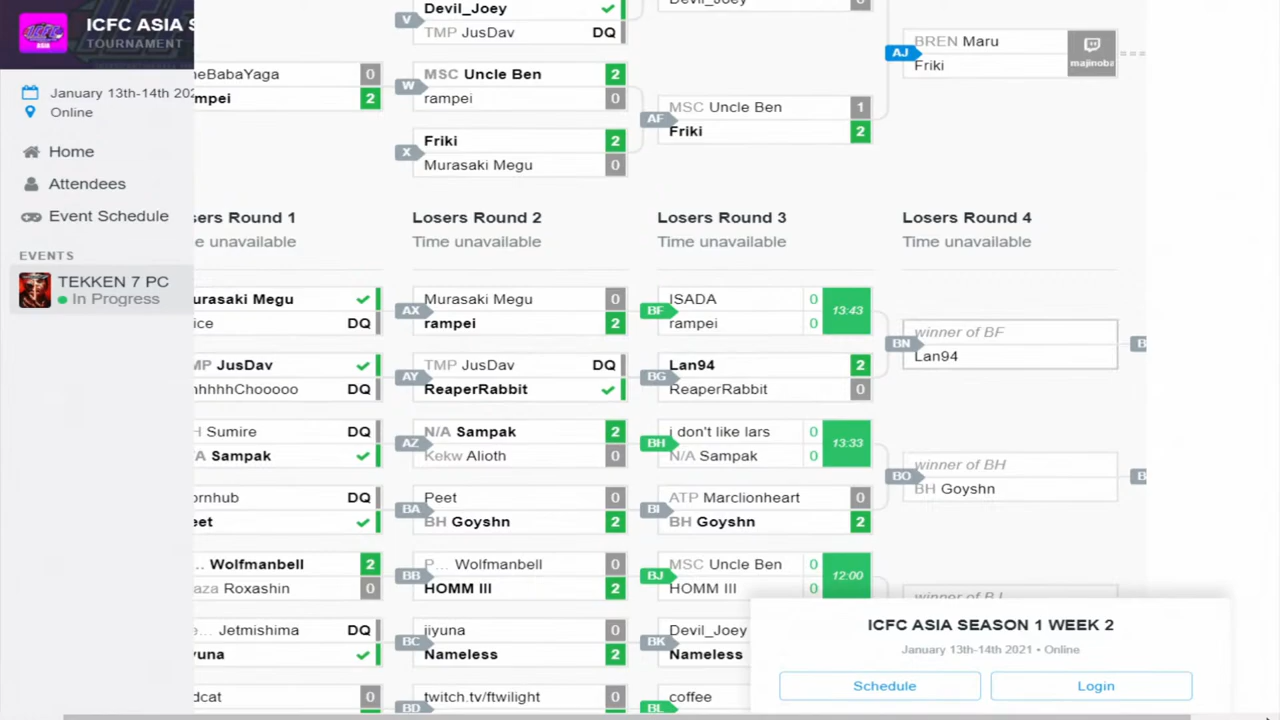 ICFC ASIA S
TOURNAMENT
January 13th-14th 202
Online
Home
Attendees
Event Schedule
EVENTS
TEKKEN 7 PC
In Progress
eBabaYaga 0
mpei 2
V
Devil_Joey
TMP JusDav DQ
W
MSC Uncle Ben 2
rampei 0
X
Friki 2
Murasaki Megu 0
Devil_Joey
AF
MSC Uncle Ben 1
Friki 2
AJ
BREN Maru
Friki
majinobz
sers Round 1
e unavailable
Losers Round 2
Time unavailable
Losers Round 3
Time unavailable
Losers Round 4
Time unavailable
urasaki Megu
ice DQ
MP JusDav
hhhhChooooo DQ
H Sumire DQ
A Sampak
ornhub DQ
eet
... Wolfmanbell 2
aza Roxashin 0
e... Jetmishima DQ
yuna
dcat 0
AX
Murasaki Megu 0
rampei 2
AY
TMP JusDav DQ
ReaperRabbit
AZ
N/A Sampak 2
Kekw Alioth 0
BA
Peet 0
BH Goyshn 2
BB
P... Wolfmanbell 0
HOMM III 2
BC
jiyuna 0
Nameless 2
BD
twitch.tv/ftwilight 0
BF
ISADA 0
rampei 0
13:43
BG
Lan94 2
ReaperRabbit 0
BH
i don't like lars 0
N/A Sampak 0
13:33
BI
ATP Marclionheart 0
BH Goyshn 2
BJ
MSC Uncle Ben 0
HOMM III 0
12:00
BK
Devil_Joey
Nameless
BL
coffee
BN
winner of BF
Lan94
B
BO
winner of BH
BH Goyshn
B
winner of BJ
ICFC ASIA SEASON 1 WEEK 2
January 13th-14th 2021 • Online
Schedule
Login